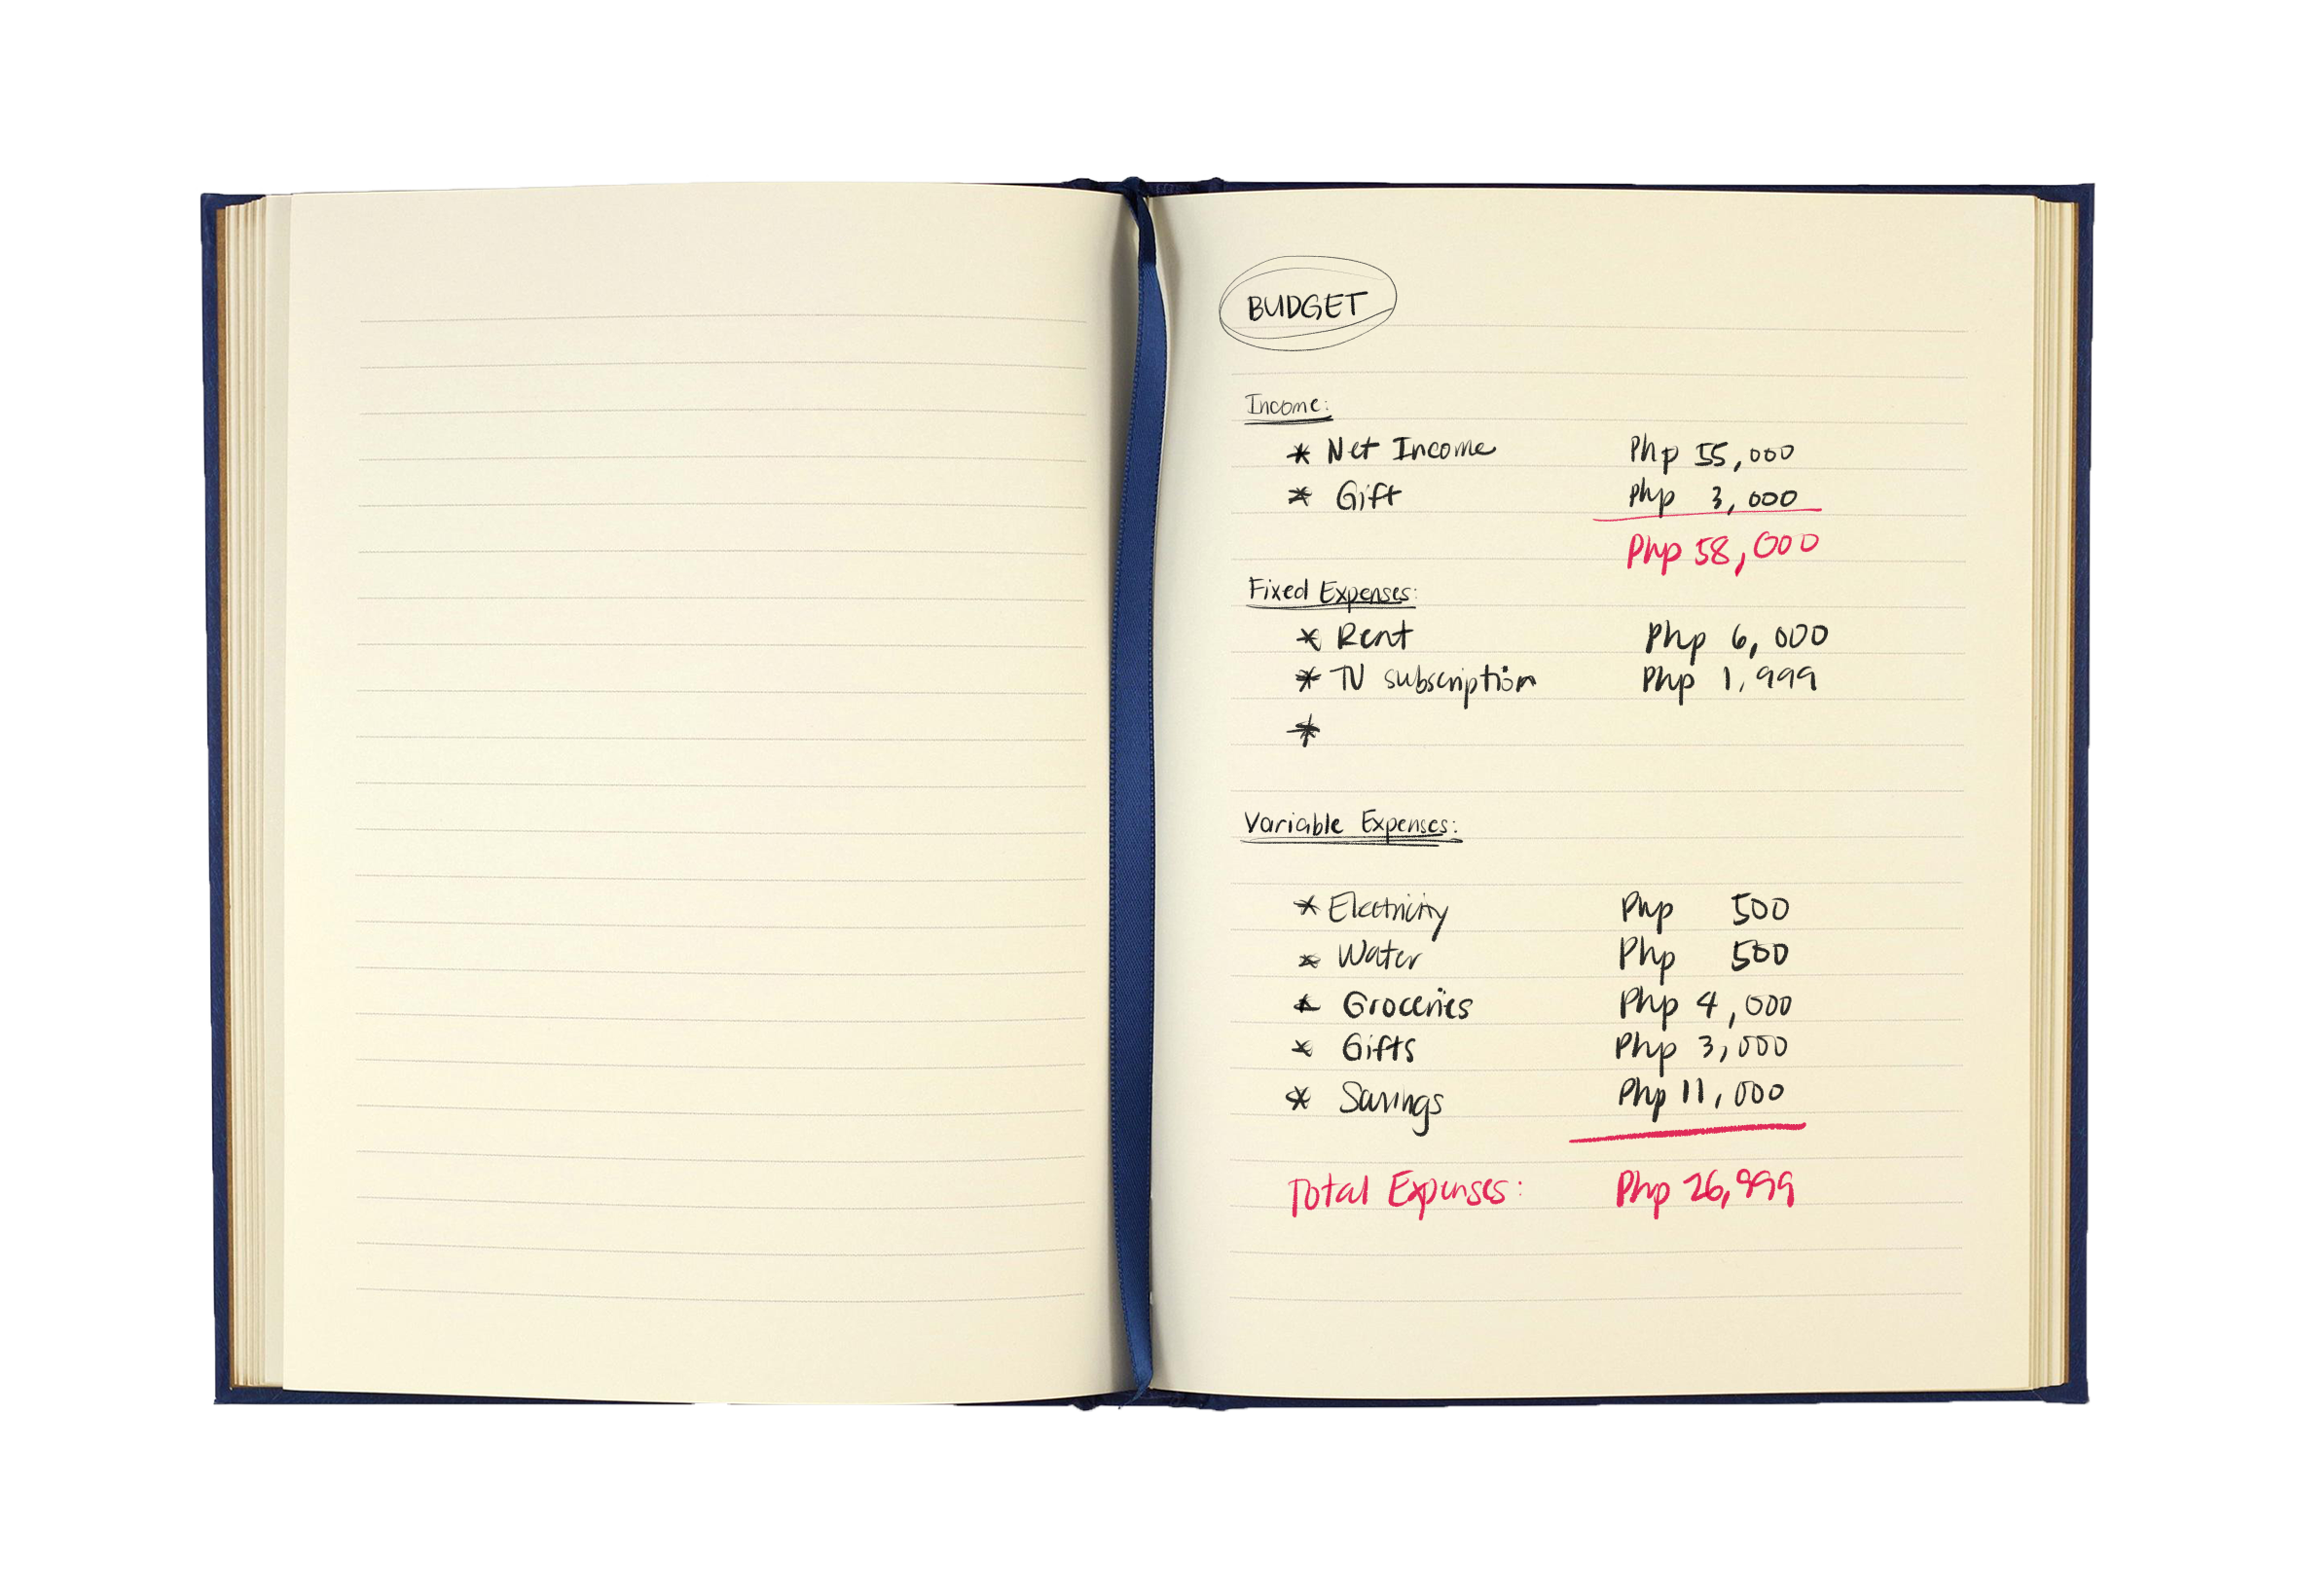 BUDGET
Income:
* Net Income Php 55,000
* Gift Php 3,000
Php 58,000
Fixed Expenses:
* Rent Php 6,000
* TV subscription Php 1,999
*
Variable Expenses:
* Electricity Php 500
* Water Php 500
* Groceries Php 4,000
* Gifts Php 3,000
* Savings Php 11,000
Total Expenses: Php 26,999